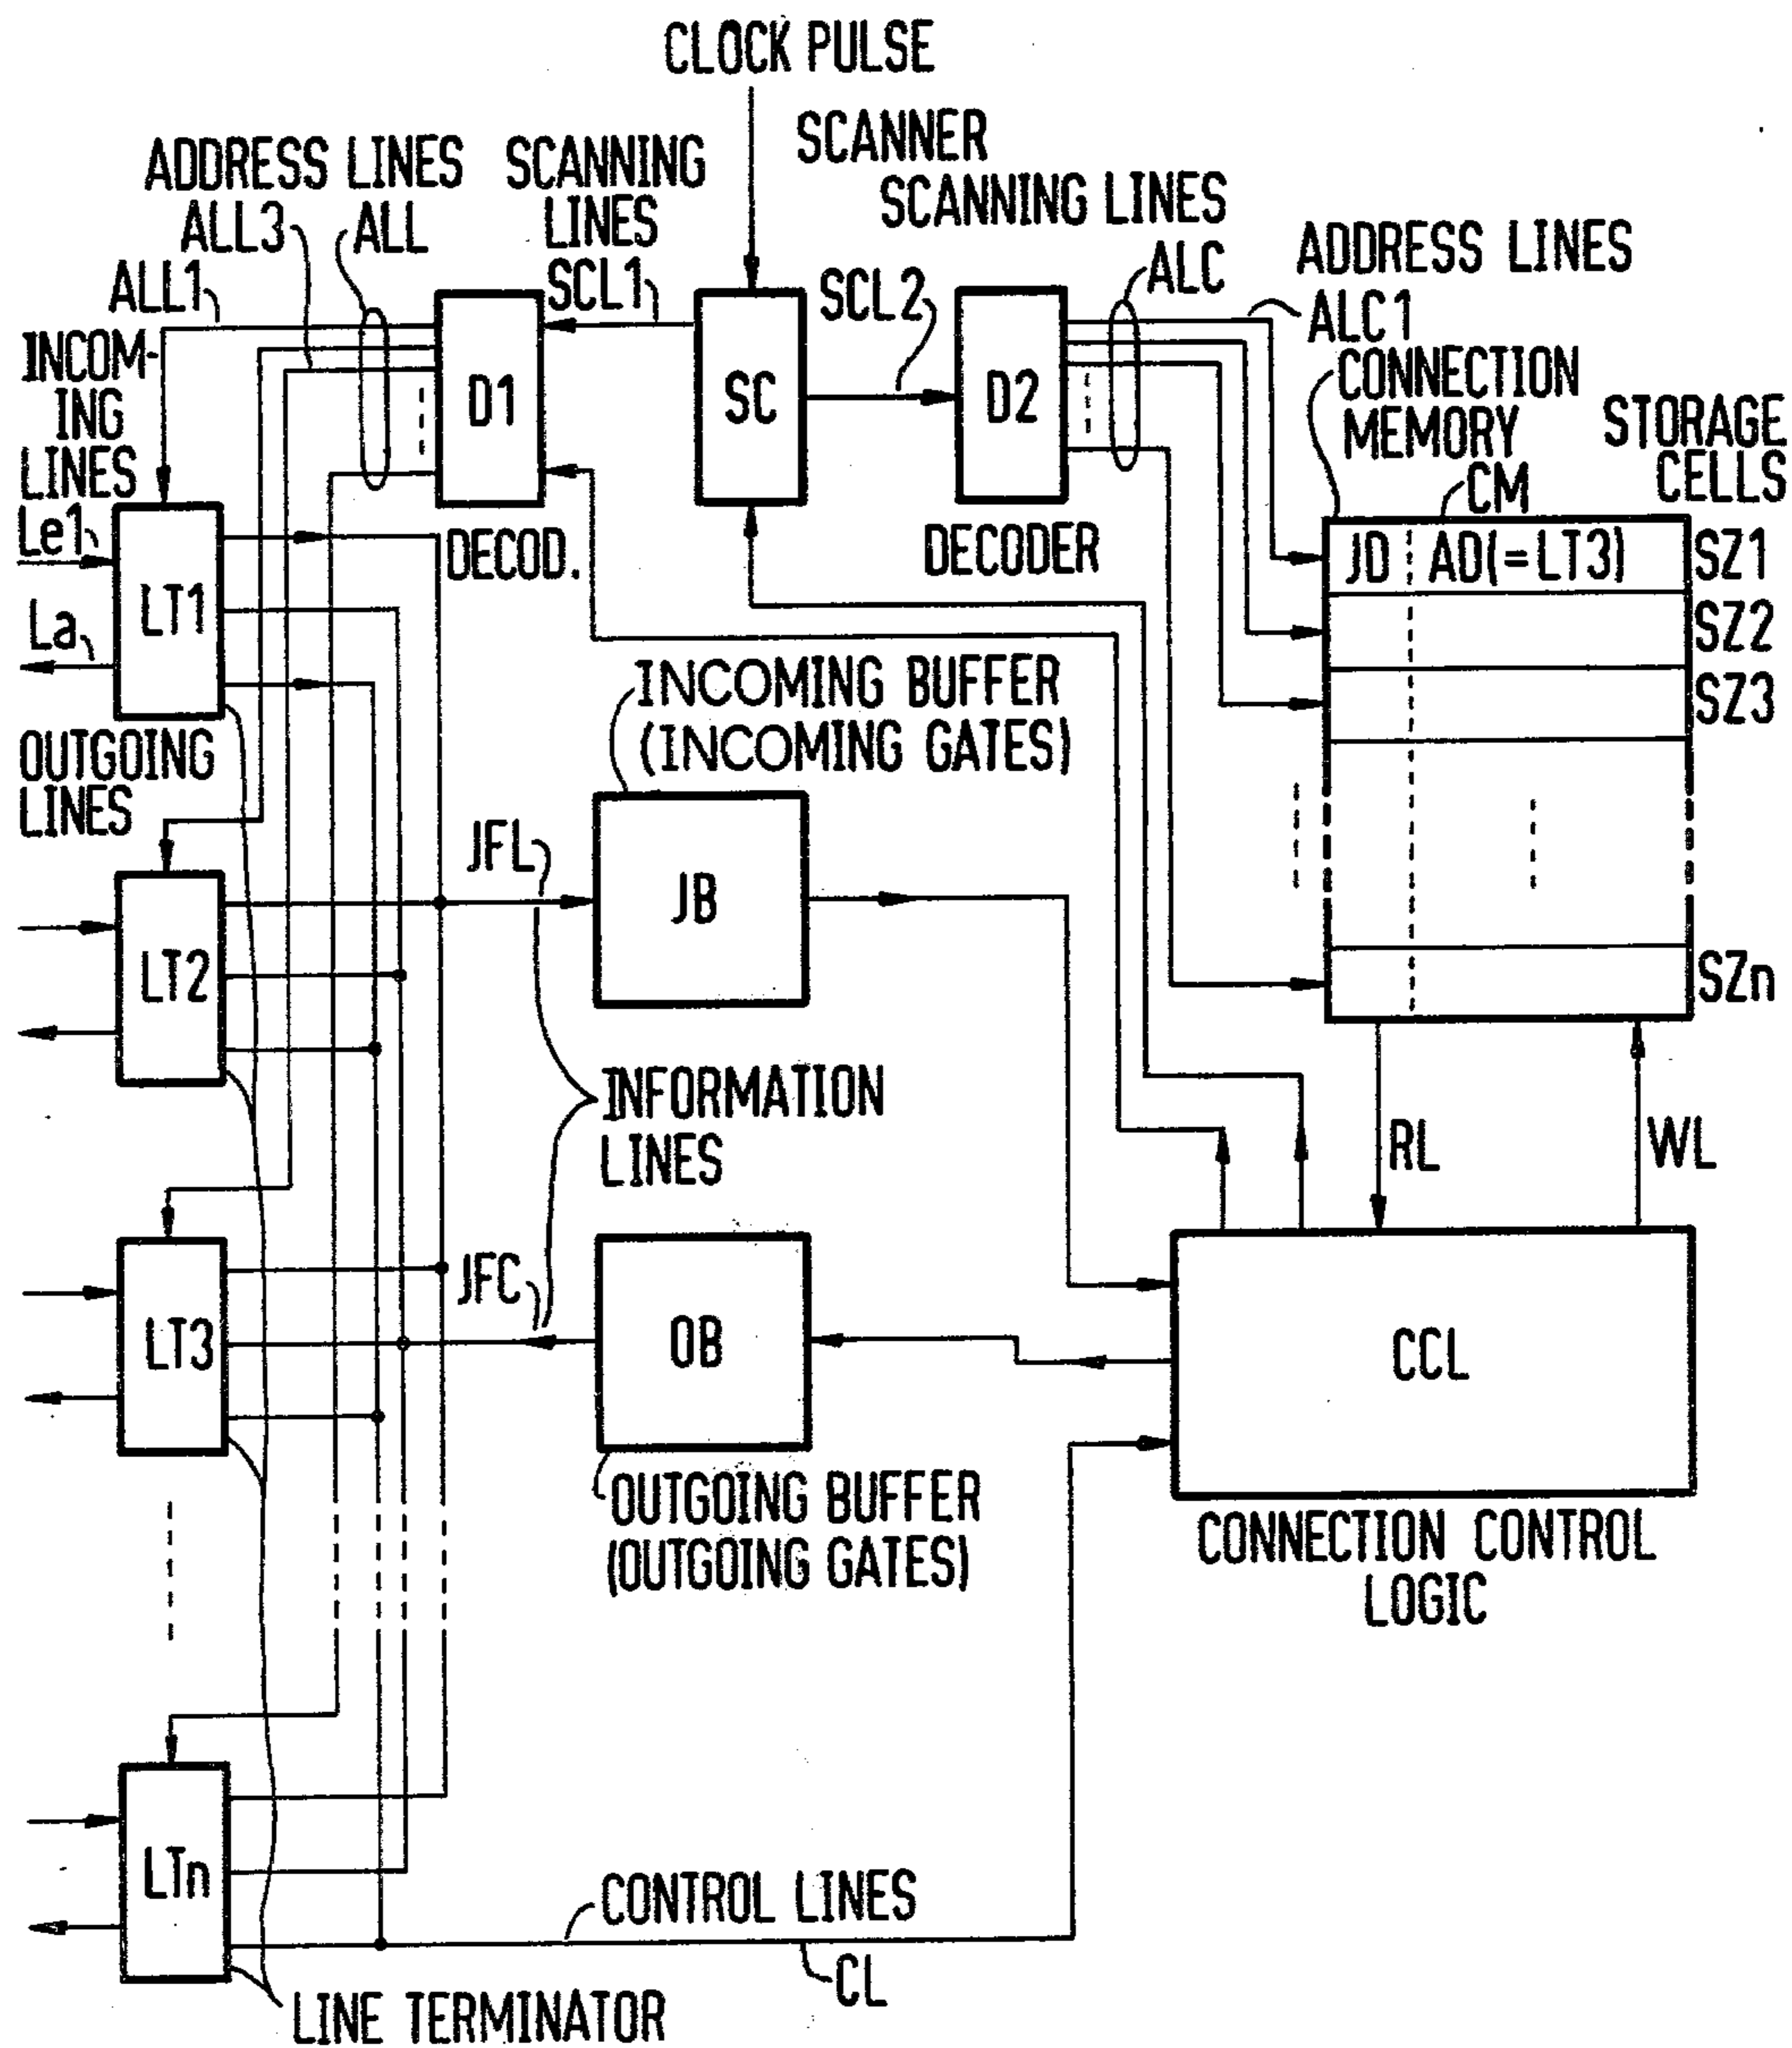 CLOCK PULSE
SCANNER
ADDRESS LINES
SCANNING
LINES
SCANNING LINES
ALL3
ALL
ALL1
SCL1
SCL2
ALC
ADDRESS LINES
ALC1
INCOM-
ING
LINES
Le1
La
D1
SC
D2
CONNECTION
MEMORY
CM
STORAGE
CELLS
DECOD.
DECODER
JD
AD(=LT3)
SZ1
SZ2
SZ3
SZn
LT1
OUTGOING
LINES
INCOMING BUFFER
(INCOMING GATES)
JFL
JB
LT2
INFORMATION
LINES
RL
WL
JFC
LT3
OB
CCL
OUTGOING BUFFER
(OUTGOING GATES)
CONNECTION CONTROL
LOGIC
LTn
CONTROL LINES
CL
LINE TERMINATOR